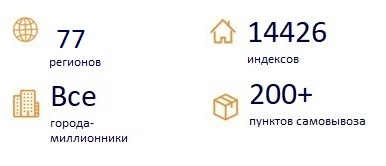 77
регионов
14426
индексов
Все
города-
миллионники
200+
пунктов самовывоза